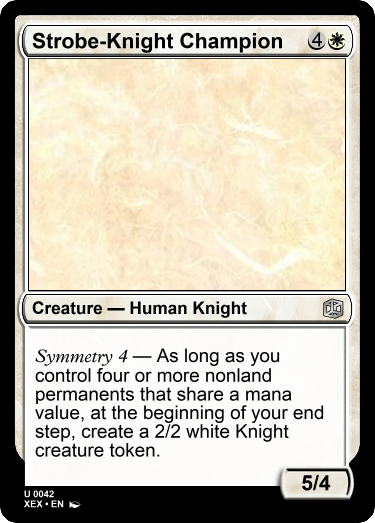 Strobe-Knight Champion 4
Creature — Human Knight
Symmetry 4 — As long as you
control four or more nonland
permanents that share a mana
value, at the beginning of your end
step, create a 2/2 white Knight
creature token.
5/4
U 0042
XEX • EN